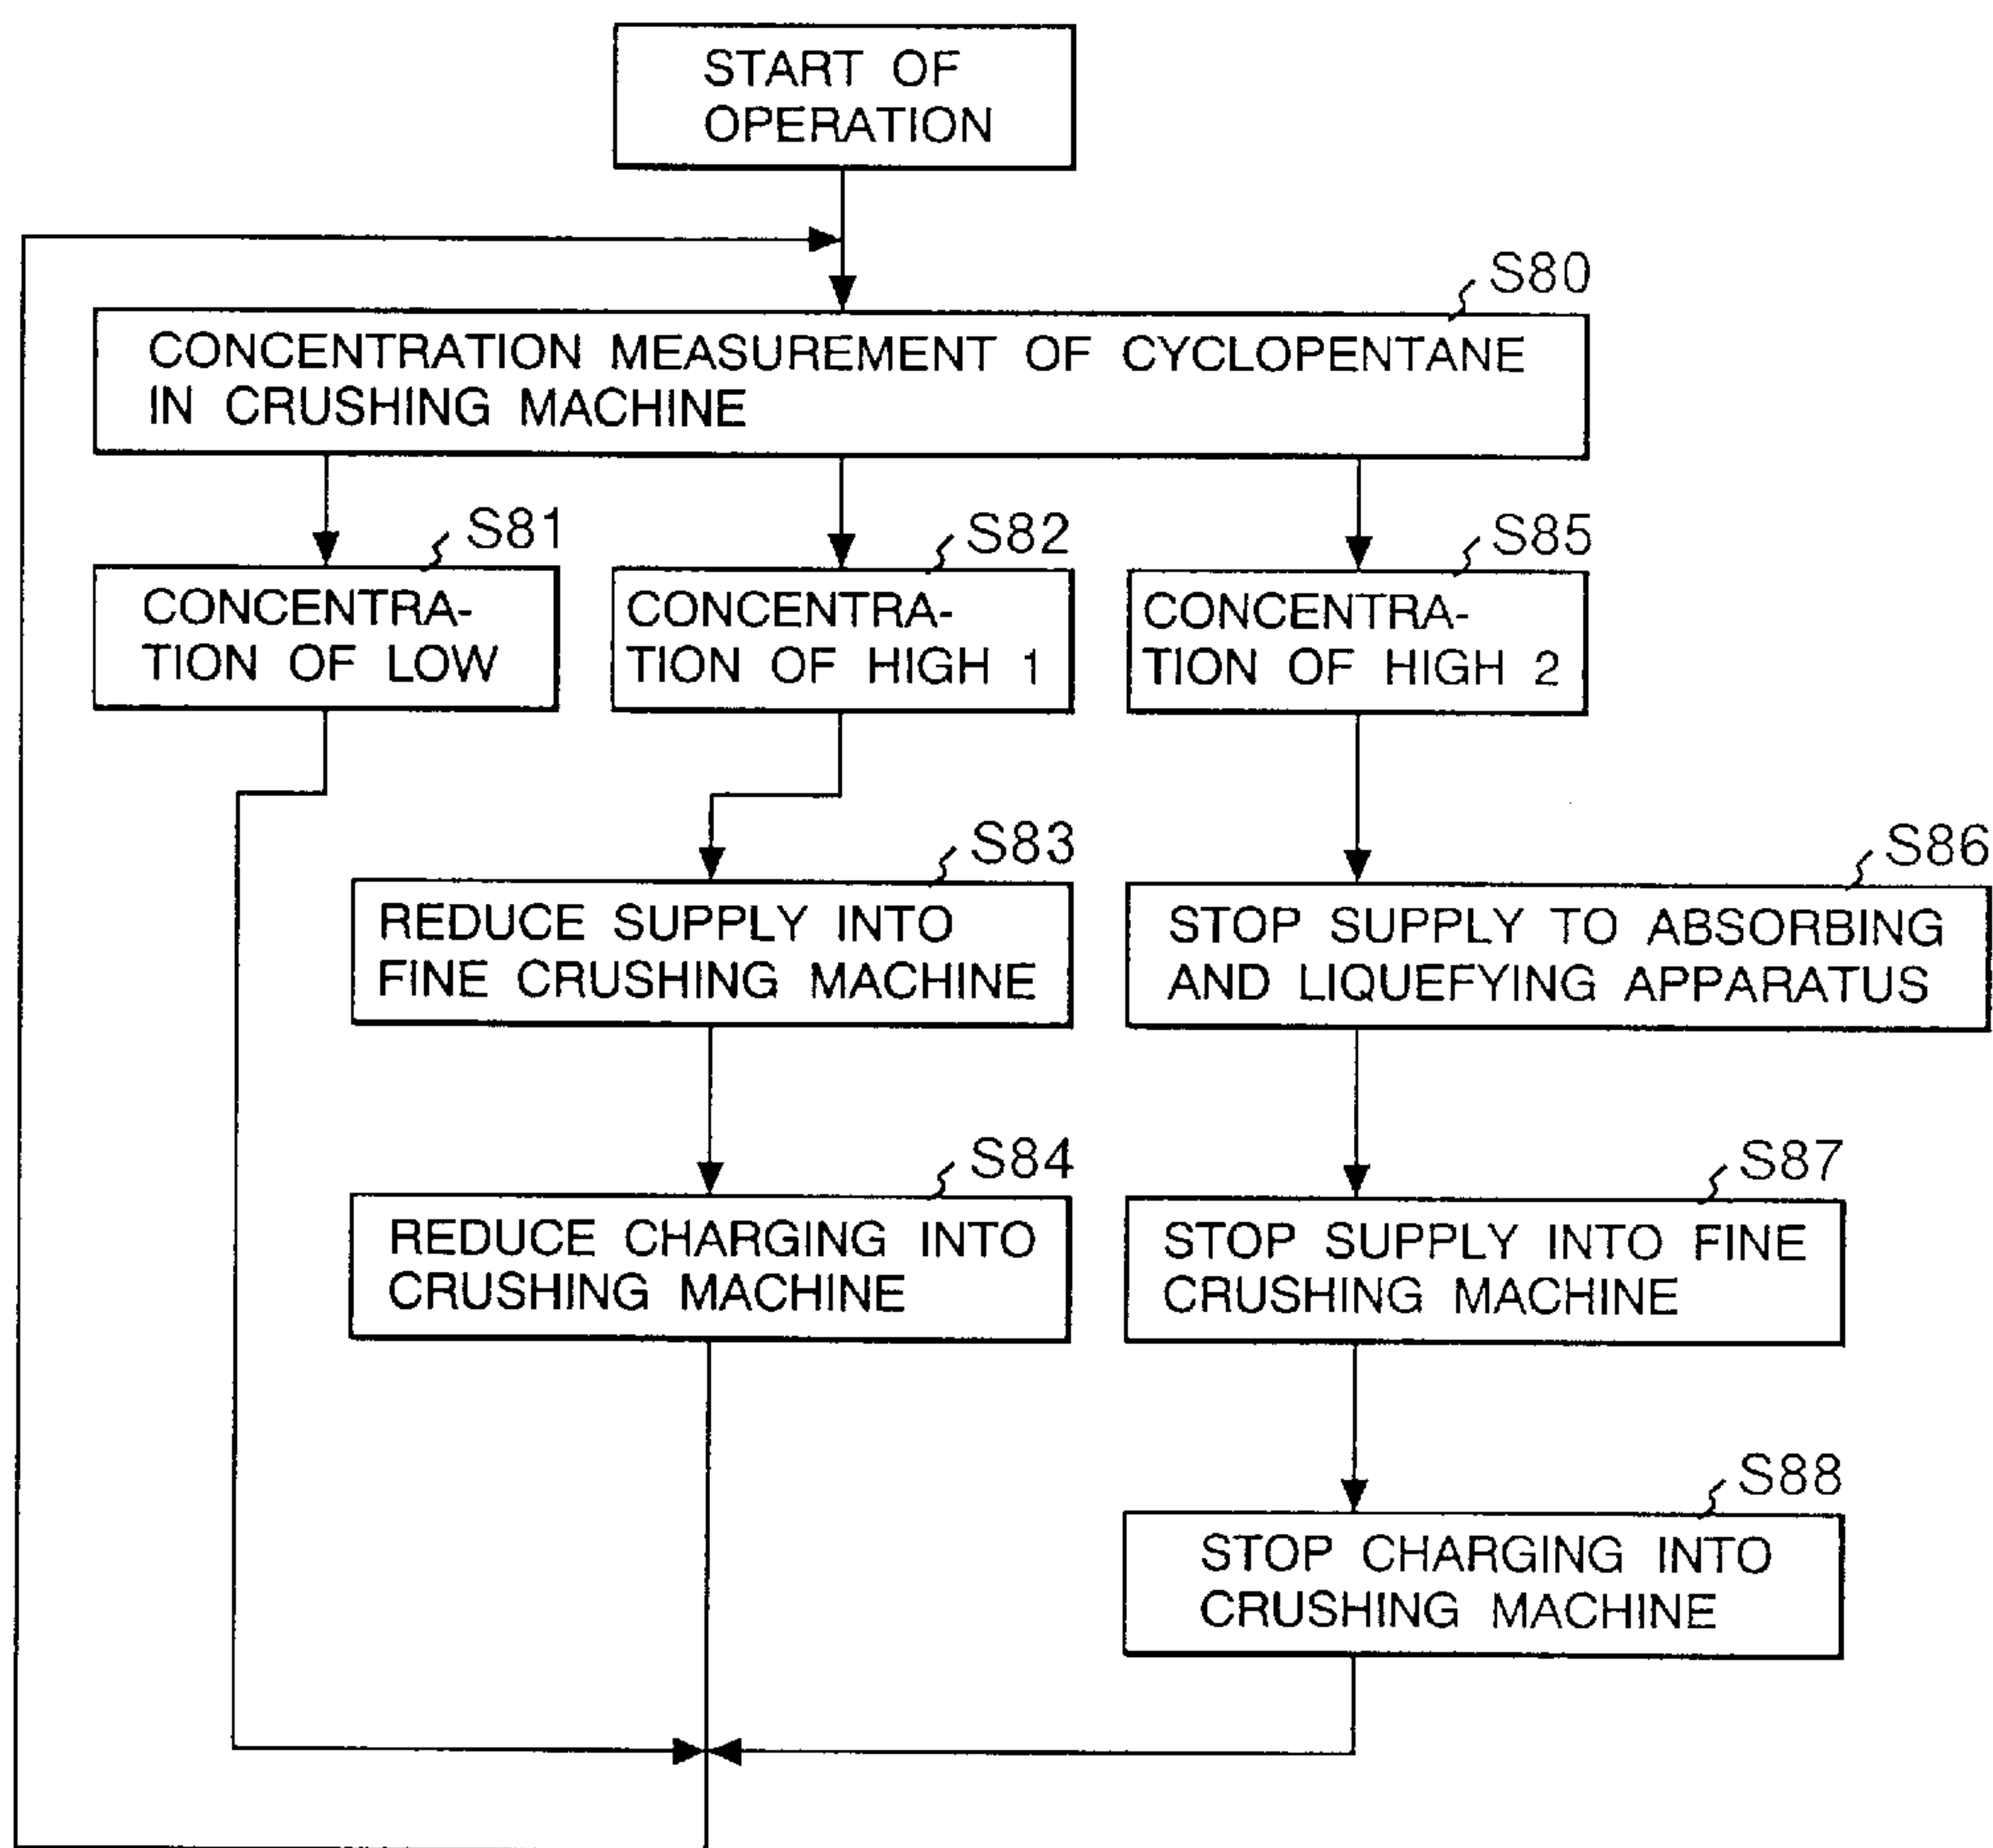 START OF
OPERATION
S80
CONCENTRATION MEASUREMENT OF CYCLOPENTANE
IN CRUSHING MACHINE
S81
CONCENTRA-
TION OF LOW
S82
CONCENTRA-
TION OF HIGH 1
S85
CONCENTRA-
TION OF HIGH 2
S83
REDUCE SUPPLY INTO
FINE CRUSHING MACHINE
S86
STOP SUPPLY TO ABSORBING
AND LIQUEFYING APPARATUS
S84
REDUCE CHARGING INTO
CRUSHING MACHINE
S87
STOP SUPPLY INTO FINE
CRUSHING MACHINE
S88
STOP CHARGING INTO
CRUSHING MACHINE